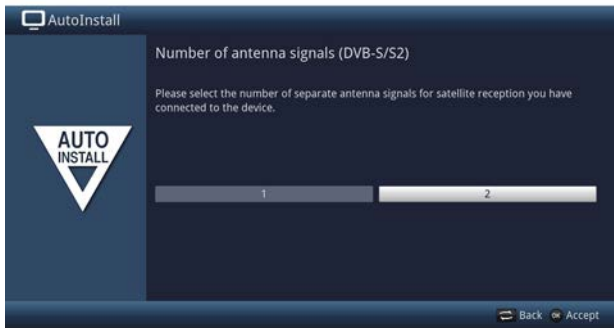 AutoInstall
Number of antenna signals (DVB-S/S2)
Please select the number of separate antenna signals for satellite reception you have
connected to the device.
AUTO
INSTALL
1 2
Back OK Accept